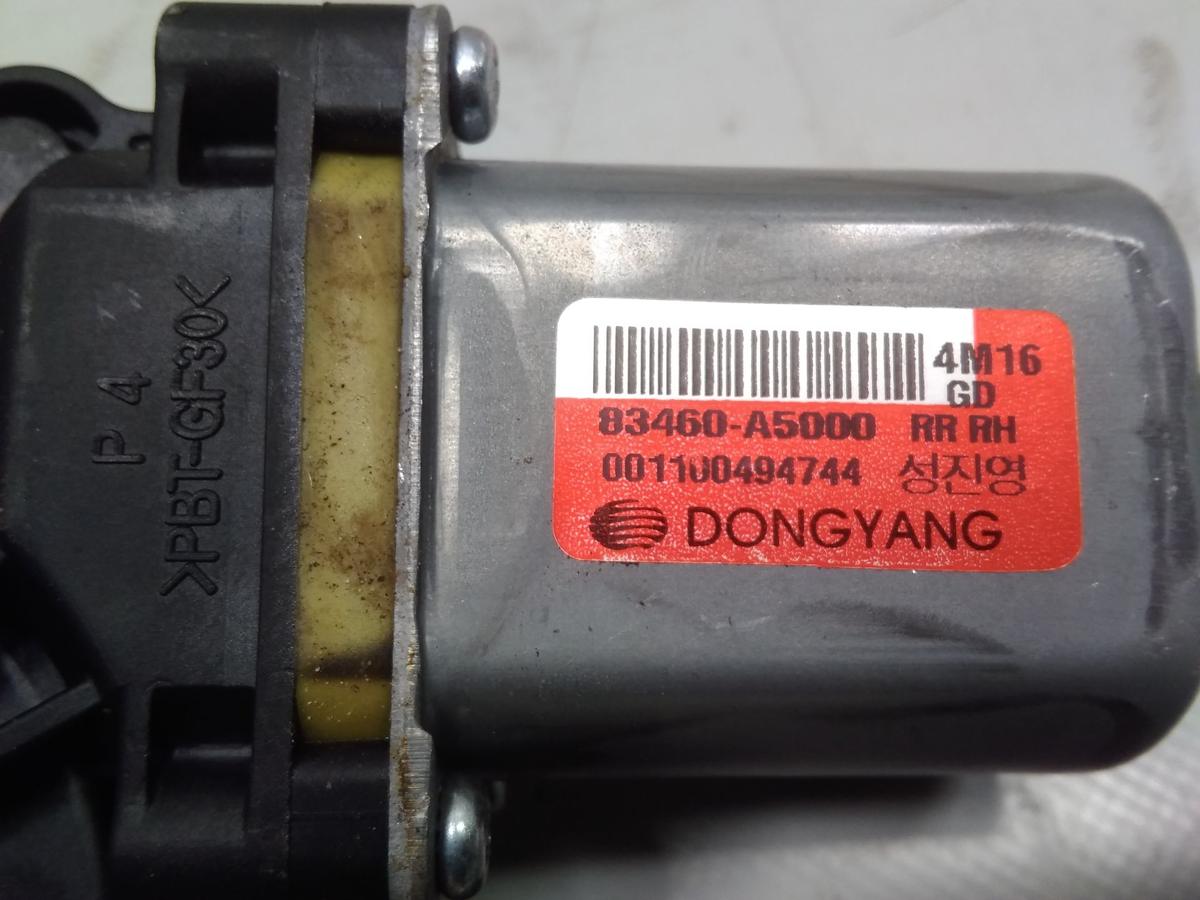 P 4
>PBT-GF30<
4M16
GD
83460-A5000 RR RH
001100494744 성진영
DONGYANG